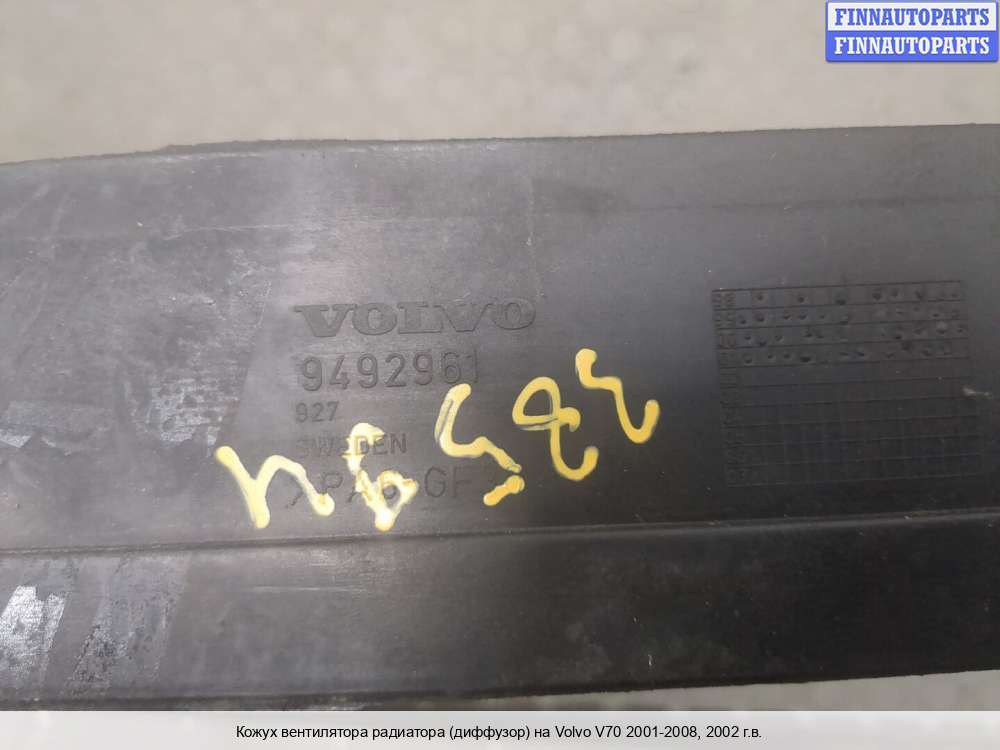 FINNAUTOPARTS
FINNAUTOPARTS
VOLVO
9492961
927
SWEDEN
Кожух вентилятора радиатора (диффузор) на Volvo V70 2001-2008, 2002 г.в.